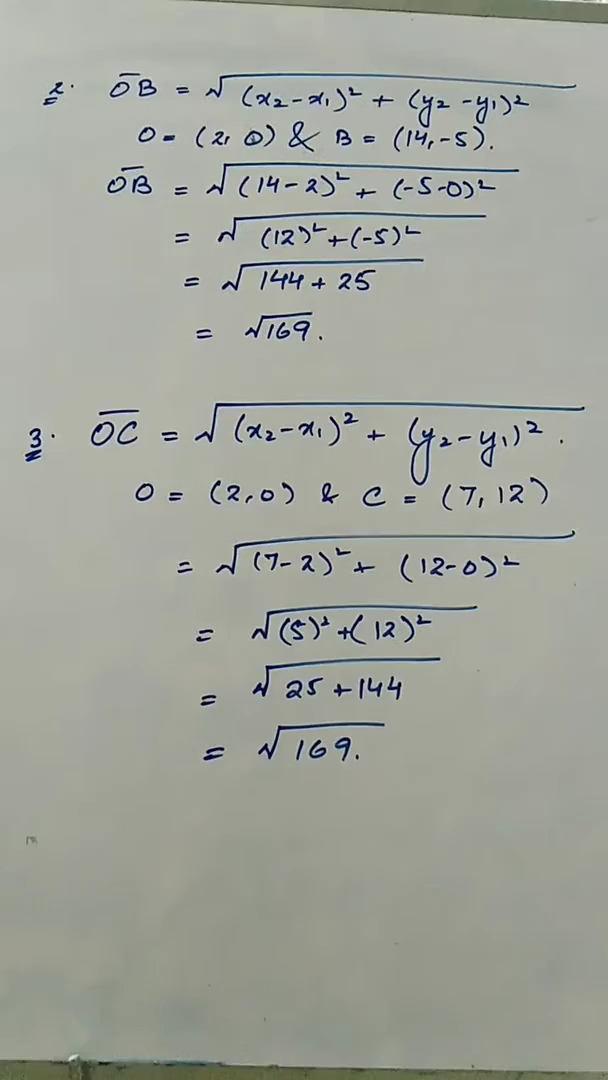 2. OB = √(x₂-x₁)² + (y₂-y₁)²
O = (2, 0) & B = (14, -5).
OB = √(14-2)² + (-5-0)²
= √(12)² + (-5)²
= √144 + 25
= √169.
3. OC = √(x₂-x₁)² + (y₂-y₁)².
O = (2,0) & C = (7, 12)
= √(7-2)² + (12-0)²
= √(5)² + (12)²
= √25 + 144
= √169.